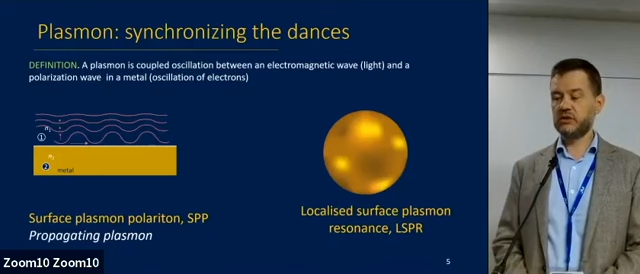 Plasmon: synchronizing the dances
DEFINITION. A plasmon is coupled oscillation between an electromagnetic wave (light) and a
polarization wave in a metal (oscillation of electrons)
n1
1
n2
2 metal
Surface plasmon polariton, SPP
Propagating plasmon
Localised surface plasmon
resonance, LSPR
5
Zoom10 Zoom10